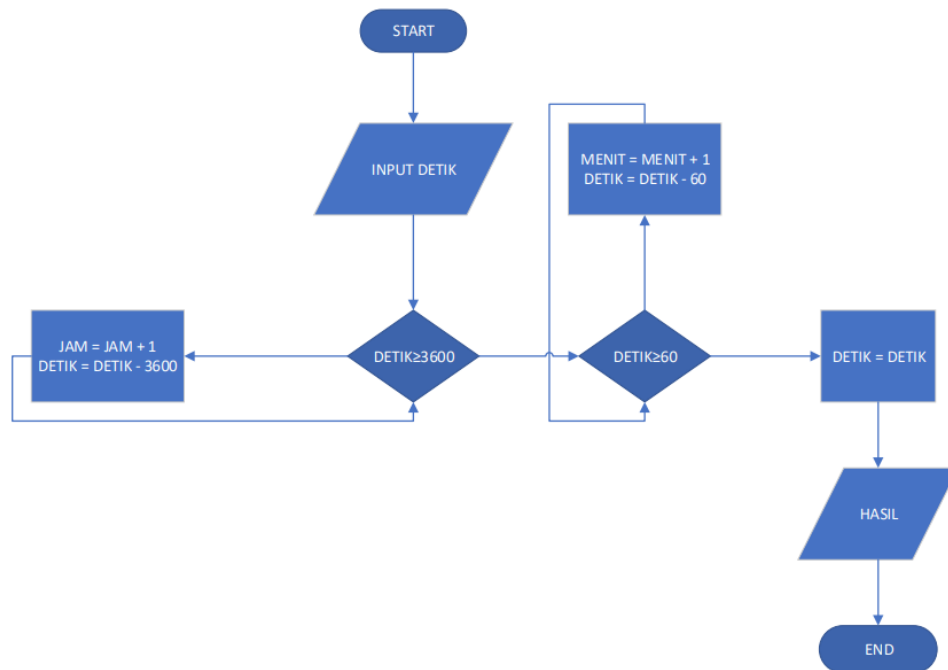 START
INPUT DETIK
MENIT = MENIT + 1
DETIK = DETIK - 60
JAM = JAM + 1
DETIK = DETIK - 3600
DETIK≥3600
DETIK≥60
DETIK = DETIK
HASIL
END